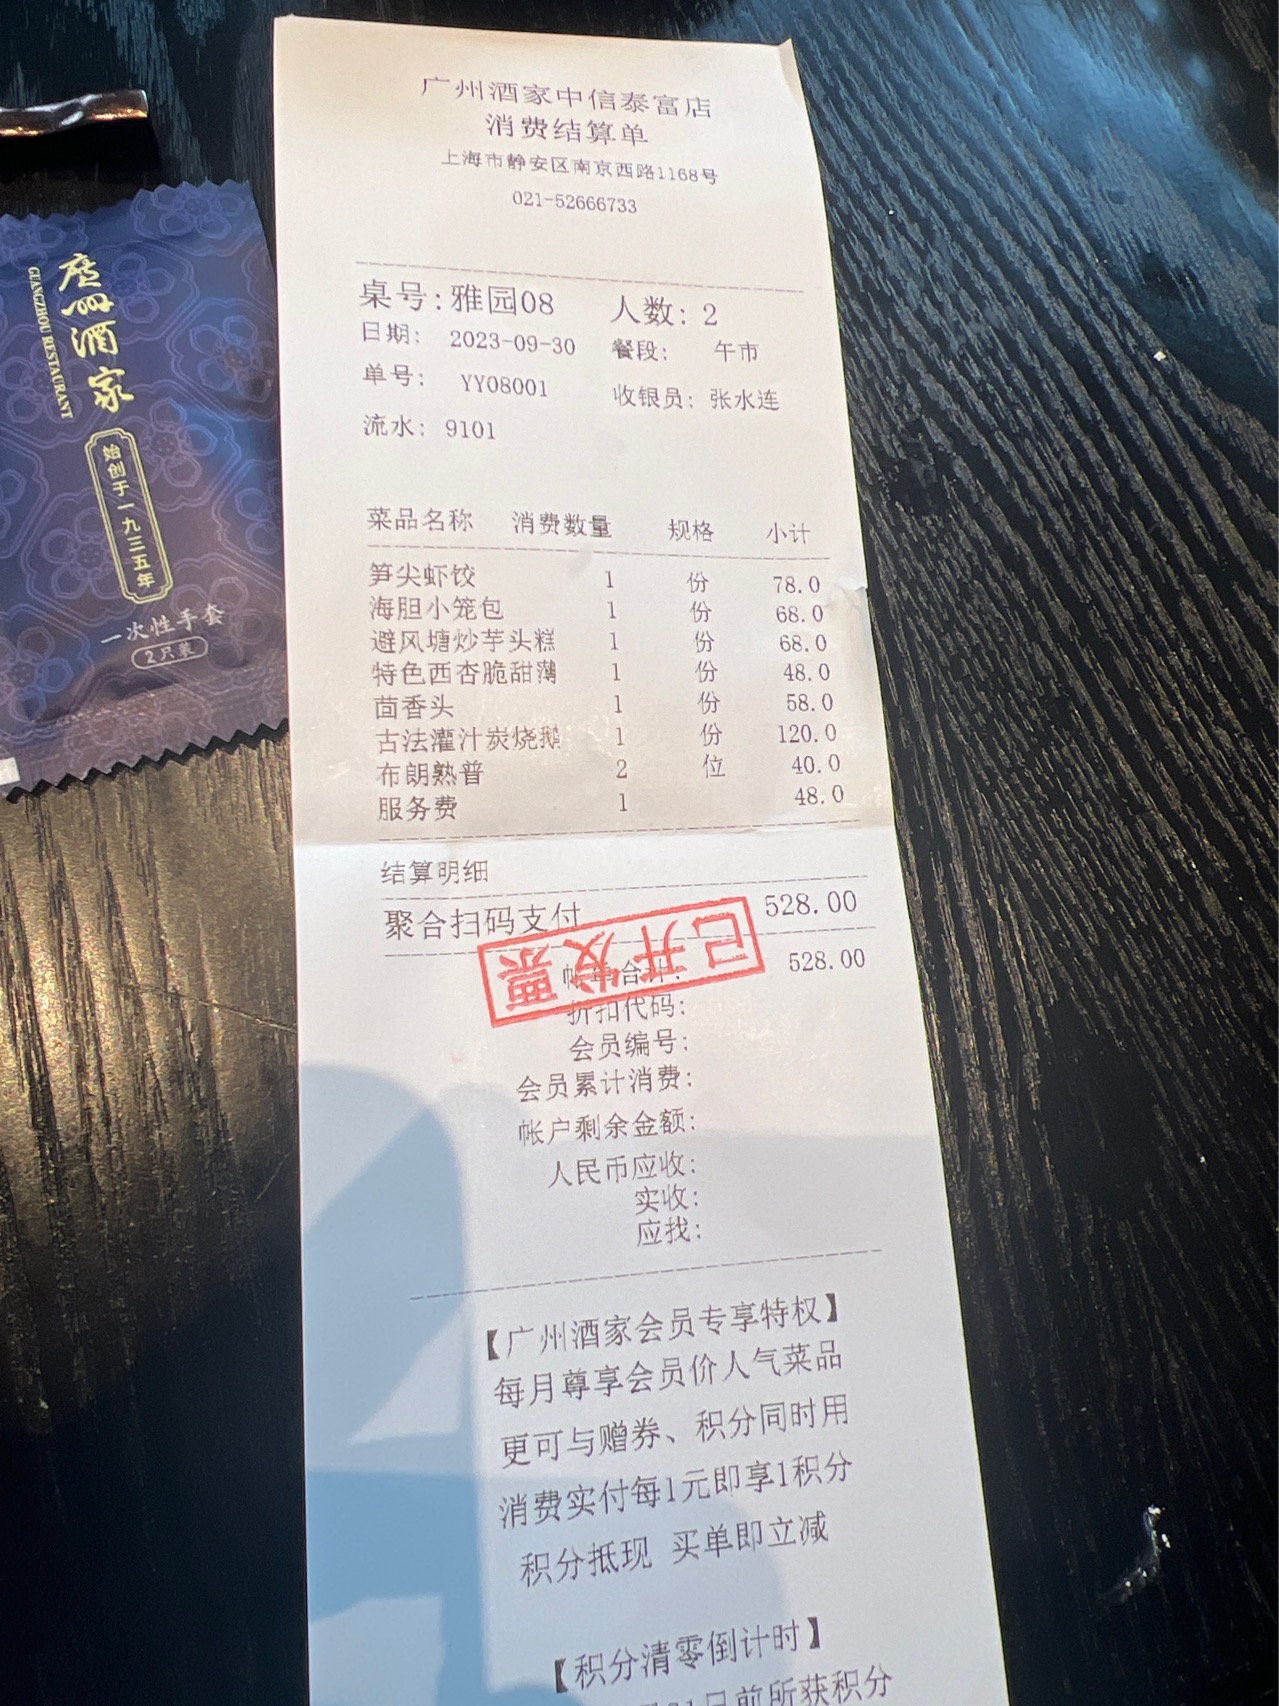 广州酒家中信泰富店
消费结算单
上海市静安区南京西路1168号
021-52666733
桌号:雅园08 人数: 2
日期: 2023-09-30 餐段: 午市
单号: YY08001 收银员: 张水连
流水: 9101
菜品名称 消费数量 规格 小计
笋尖虾饺 1 份 78.0
海胆小笼包 1 份 68.0
避风塘炒芋头糕 1 份 68.0
特色西杏脆甜薄 1 份 48.0
茴香头 1 份 58.0
古法灌汁炭烧鹅 1 份 120.0
布朗熟普 2 位 40.0
服务费 1 48.0
结算明细
聚合扫码支付 528.00
已开发票
合计: 528.00
折扣代码:
会员编号:
会员累计消费:
帐户剩余金额:
人民币应收:
实收:
应找:
【广州酒家会员专享特权】
每月尊享会员价人气菜品
更可与赠券、积分同时用
消费实付每1元即享1积分
积分抵现 买单即立减
【积分清零倒计时】
日前所获积分
广州酒家
GUANGZHOU RESTAURANT
始创于一九三五年
一次性手套
2只装